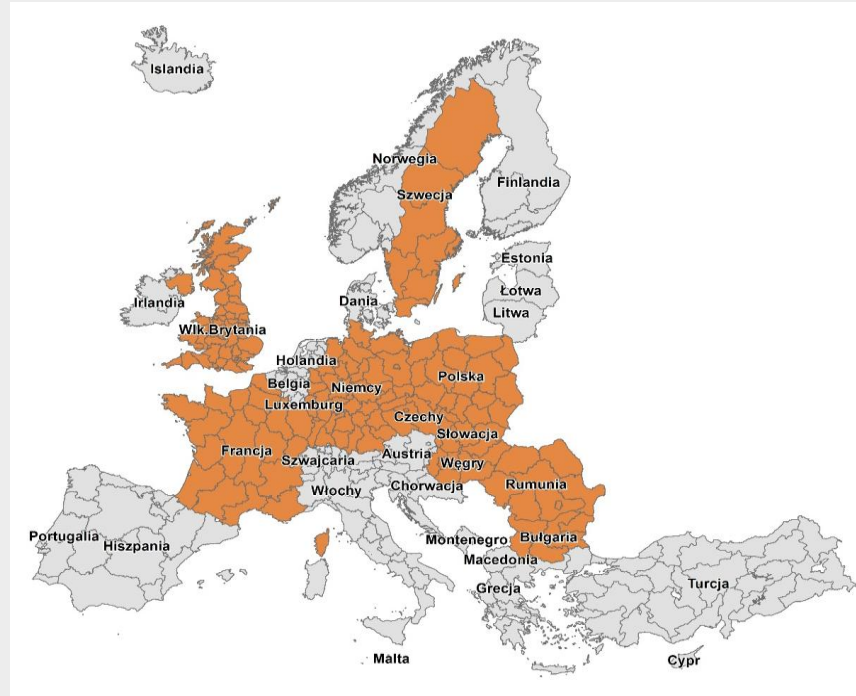 Islandia
Norwegia
Finlandia
Szwecja
Estonia
Łotwa
Irlandia
Dania
Litwa
Wlk.Brytania
Holandia
Polska
Belgia
Niemcy
Luxemburg
Czechy
Słowacja
Francja
Austria
Szwajcaria
Węgry
Rumunia
Chorwacja
Włochy
Portugalia
Bułgaria
Montenegro
Hiszpania
Macedonia
Turcja
Grecja
Malta
Cypr